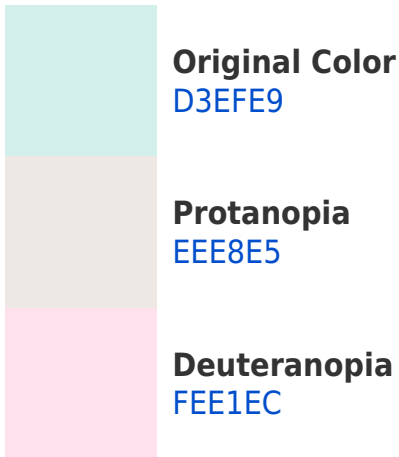 Original Color
D3EFE9
Protanopia
EEE8E5
Deuteranopia
FEE1EC